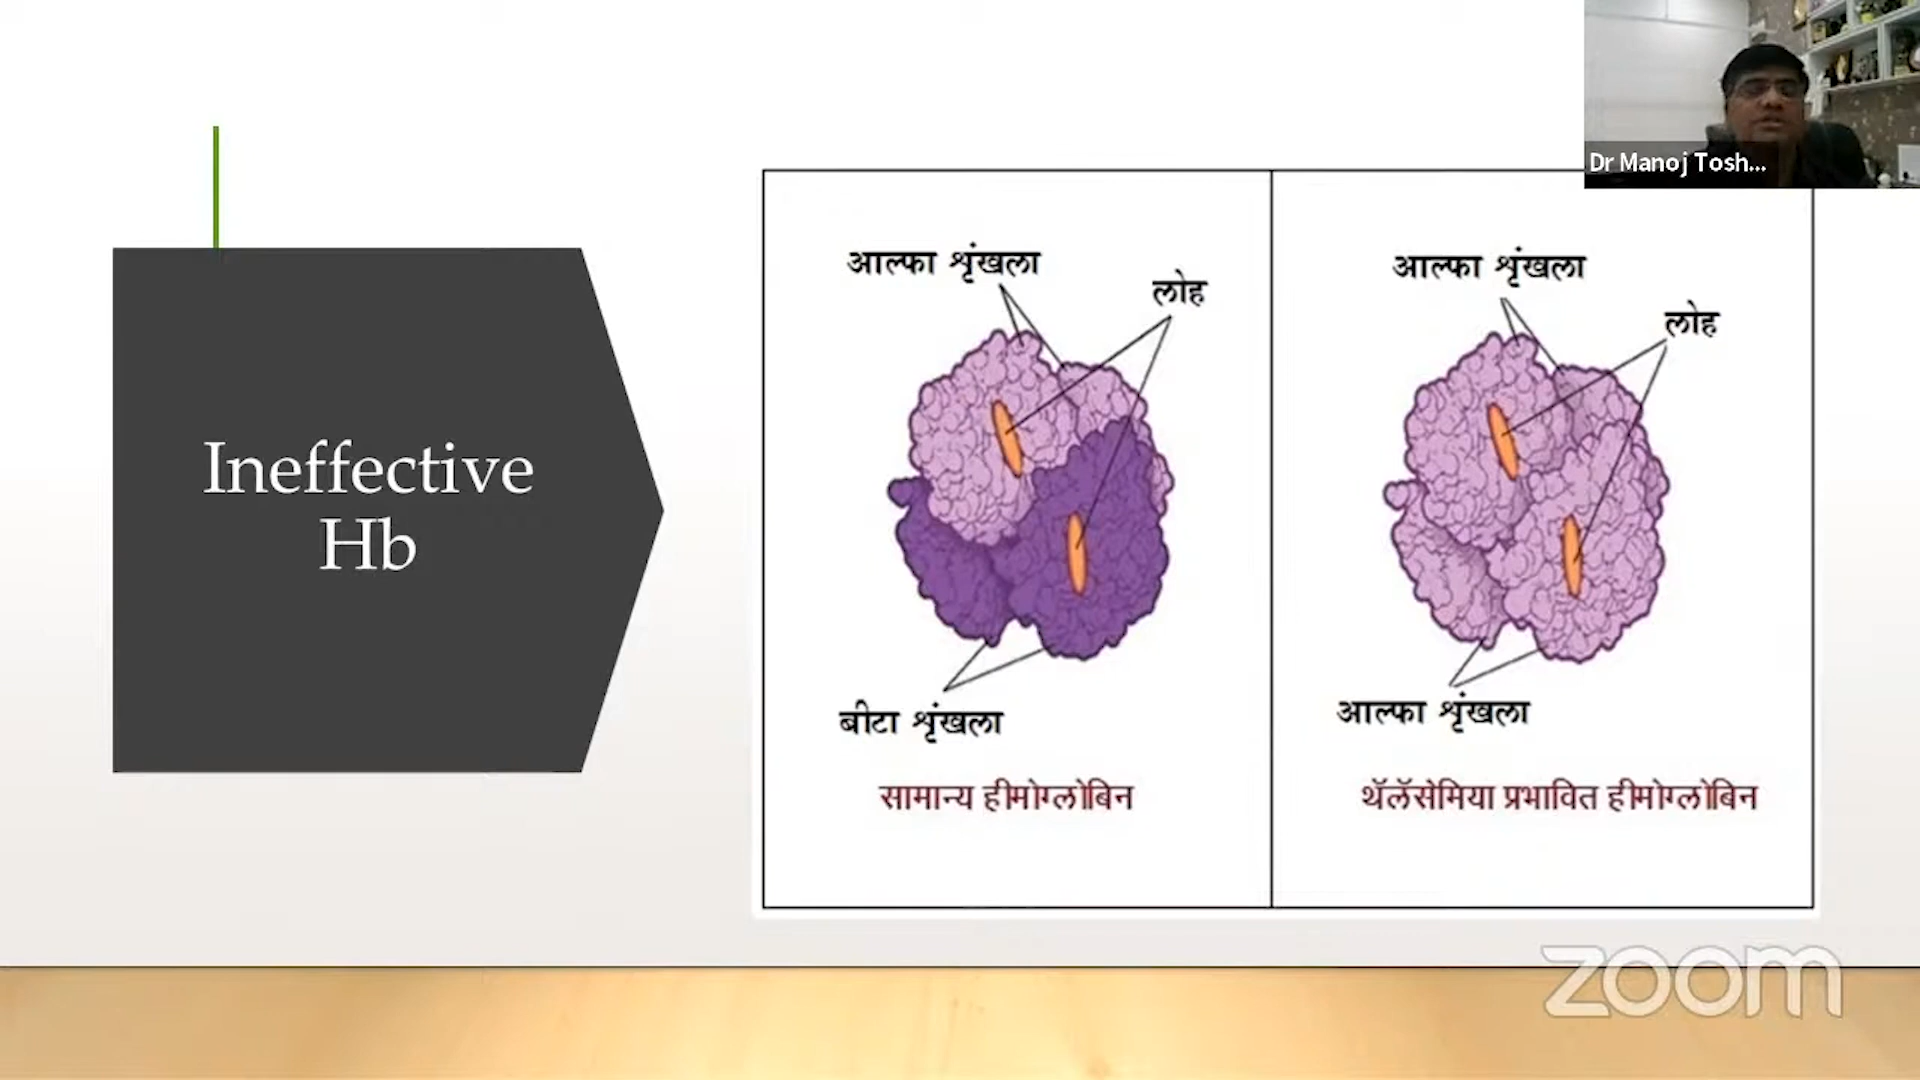 Dr Manoj Tosh...
Ineffective
Hb
आल्फा शृंखला
लोह
बीटा शृंखला
सामान्य हीमोग्लोबिन
आल्फा शृंखला
लोह
आल्फा शृंखला
थॅलॅसेमिया प्रभावित हीमोग्लोबिन
zoom